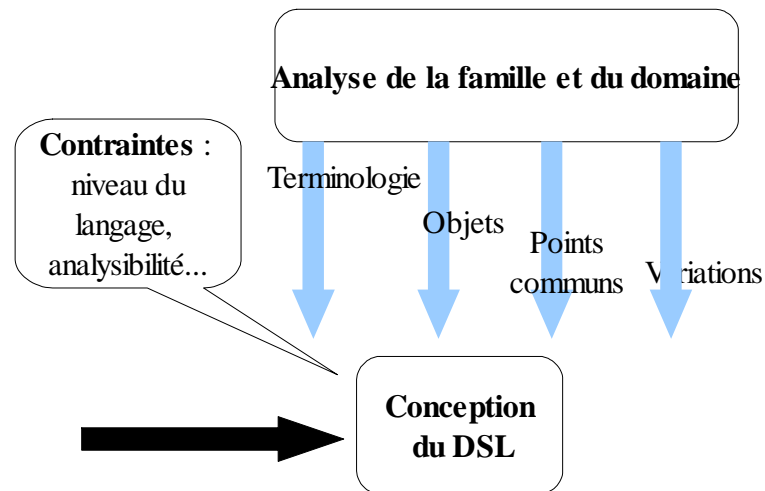 Analyse de la famille et du domaine
Contraintes :
niveau du
langage,
analysibilité...
Terminologie
Objets
Points
communs
Variations
Conception
du DSL